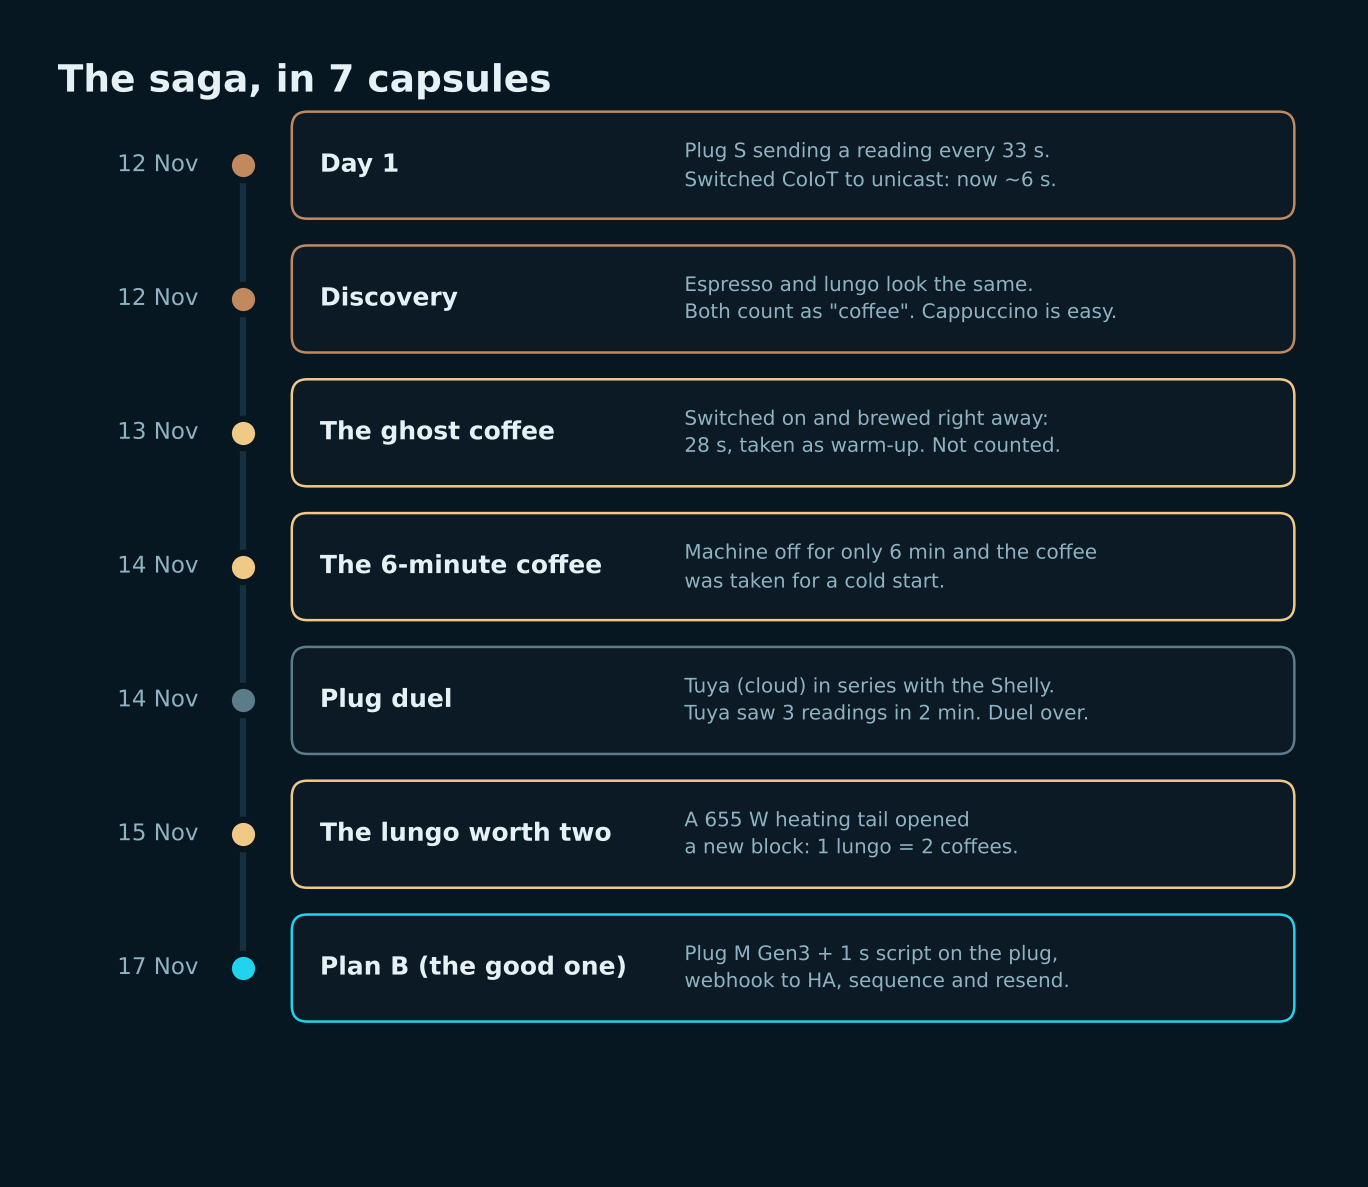 The saga, in 7 capsules
12 Nov
Day 1
Plug S sending a reading every 33 s.
Switched CoIoT to unicast: now ~6 s.
12 Nov
Discovery
Espresso and lungo look the same.
Both count as "coffee". Cappuccino is easy.
13 Nov
The ghost coffee
Switched on and brewed right away:
28 s, taken as warm-up. Not counted.
14 Nov
The 6-minute coffee
Machine off for only 6 min and the coffee
was taken for a cold start.
14 Nov
Plug duel
Tuya (cloud) in series with the Shelly.
Tuya saw 3 readings in 2 min. Duel over.
15 Nov
The lungo worth two
A 655 W heating tail opened
a new block: 1 lungo = 2 coffees.
17 Nov
Plan B (the good one)
Plug M Gen3 + 1 s script on the plug,
webhook to HA, sequence and resend.